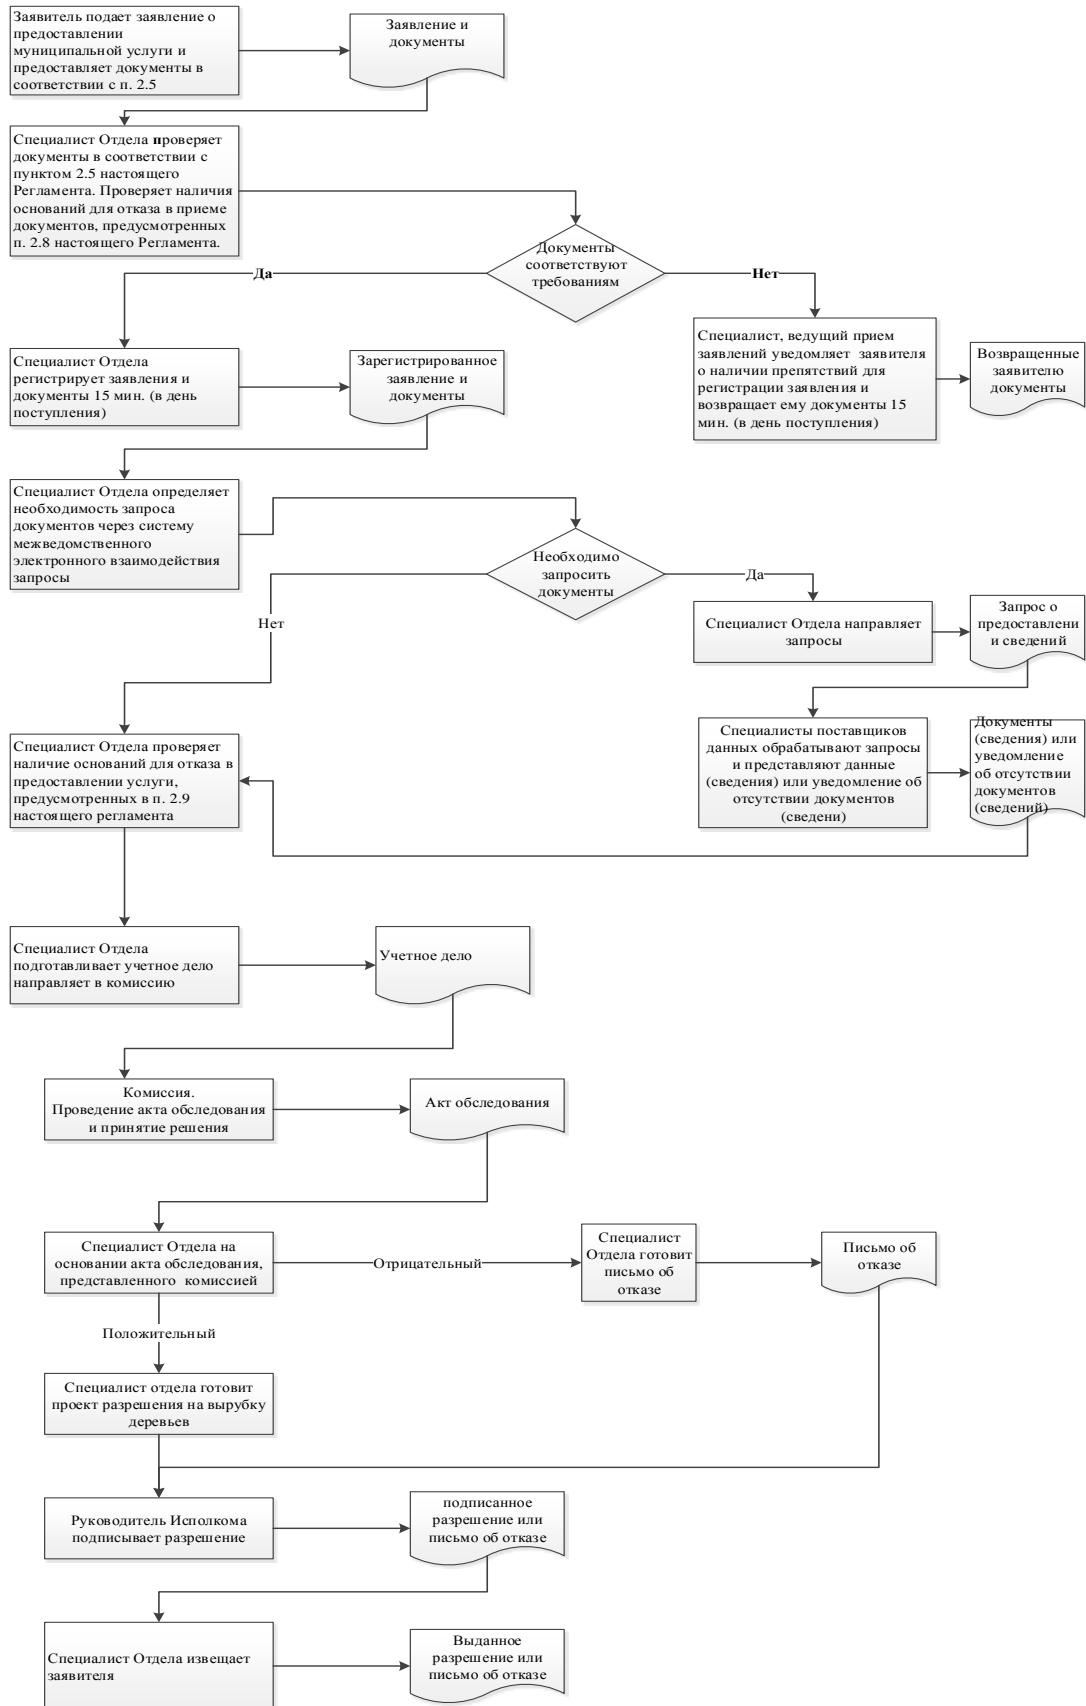 Заявитель подает заявление о
предоставлении
муниципальной услуги и
предоставляет документы в
соответствии с п. 2.5
Заявление и
документы
Специалист Отдела проверяет
документы в соответствии с
пунктом 2.5 настоящего
Регламента. Проверяет наличия
оснований для отказа в приеме
документов, предусмотренных
п. 2.8 настоящего Регламента.
Документы
соответствуют
требованиям
Да
Нет
Специалист Отдела
регистрирует заявления и
документы 15 мин. (в день
поступления)
Зарегистрированное
заявление и
документы
Специалист, ведущий прием
заявлений уведомляет заявителя
о наличии препятствий для
регистрации заявления и
возвращает ему документы 15
мин. (в день поступления)
Возвращенные
заявителю
документы
Специалист Отдела определяет
необходимость запроса
документов через систему
межведомственного
электронного взаимодействия
запросы
Необходимо
запросить
документы
Да
Нет
Специалист Отдела направляет
запросы
Запрос о
предоставлени
и сведений
Специалист Отдела проверяет
наличие оснований для отказа в
предоставлении услуги,
предусмотренных в п. 2.9
настоящего регламента
Специалисты поставщиков
данных обрабатывают запросы
и представляют данные
(сведения) или уведомление об
отсутствии документов
(сведени)
Документы
(сведения) или
уведомление
об отсутствии
документов
(сведений)
Специалист Отдела
подготавливает учетное дело
направляет в комиссию
Учетное дело
Комиссия.
Проведение акта обследования
и принятие решения
Акт обследования
Специалист Отдела на
основании акта обследования,
представленного комиссией
Отрицательный
Специалист
Отдела готовит
письмо об
отказе
Письмо об
отказе
Положительный
Специалист отдела готовит
проект разрешения на вырубку
деревьев
Руководитель Исполкома
подписывает разрешение
подписанное
разрешение или
письмо об отказе
Специалист Отдела извещает
заявителя
Выданное
разрешение или
письмо об отказе